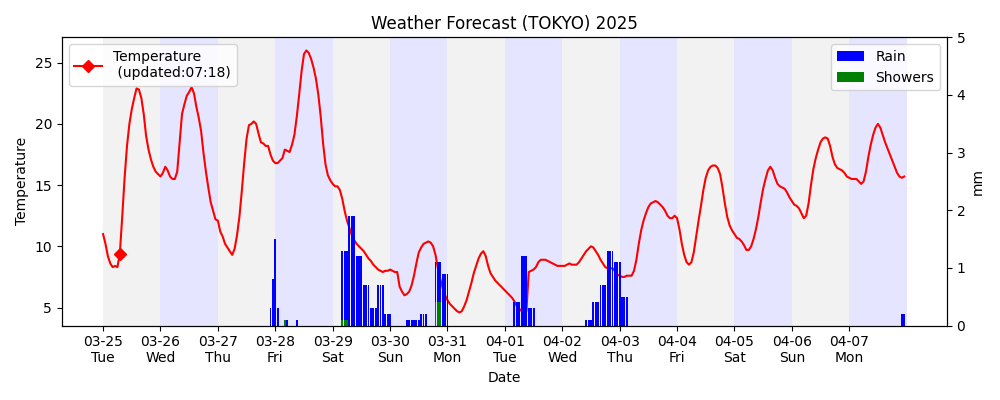 Weather Forecast (TOKYO) 2025
Temperature
(updated:07:18)
Rain
Showers
Temperature
25
20
15
10
5
mm
5
4
3
2
1
0
03-25 03-26 03-27 03-28 03-29 03-30 03-31 04-01 04-02 04-03 04-04 04-05 04-06 04-07
Tue Wed Thu Fri Sat Sun Mon Tue Wed Thu Fri Sat Sun Mon
Date